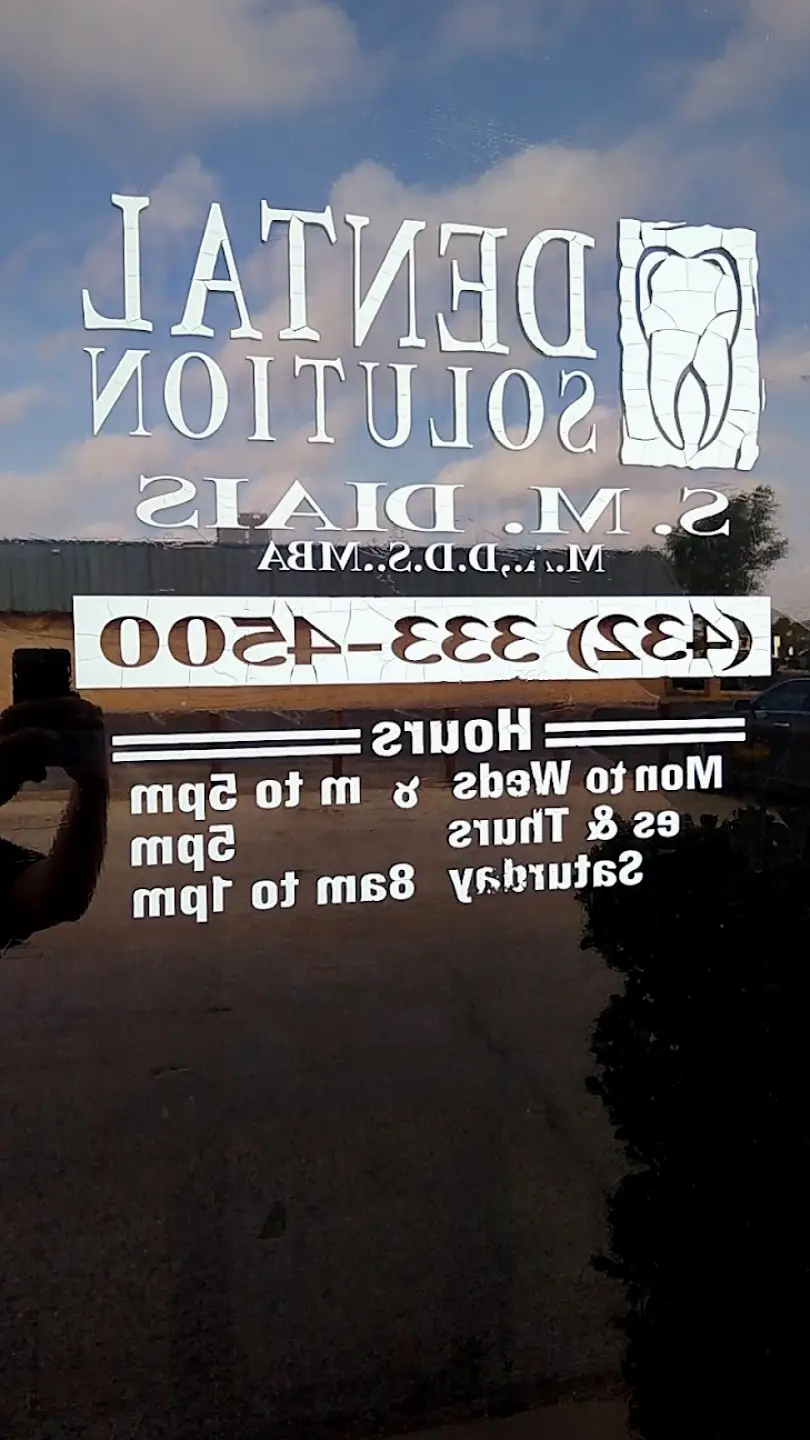 DENTAL
SOLUTION
S. M. DIAIS
D.D.S..MBA
(432) 333-4500
Hours
Mon to Weds m to 5pm
es & Thurs 5pm
Saturday 8am to 1pm